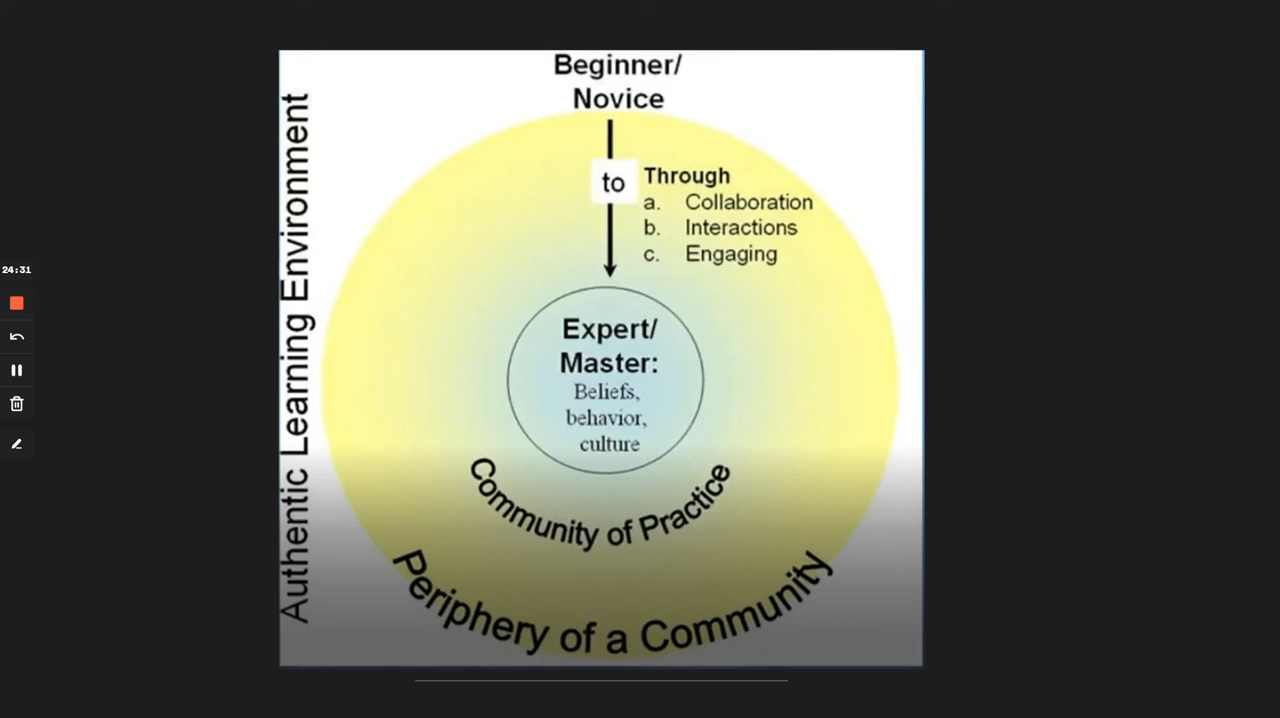 Beginner/
Novice
to
Through
a. Collaboration
b. Interactions
c. Engaging
Expert/
Master:
Beliefs,
behavior,
culture
Community of Practice
Periphery of a Community
Authentic Learning Environment
24:31